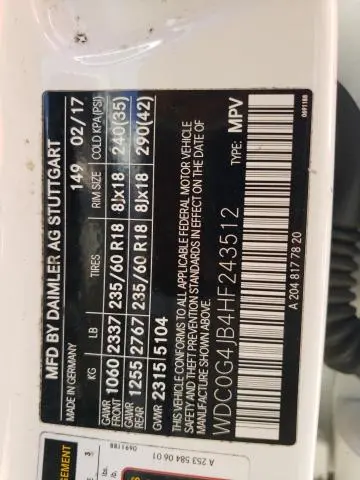 MFD BY DAIMLER AG STUTTGART
MADE IN GERMANY 149 02/17
KG LB TIRES RIM SIZE COLD KPA(PSI)
GAWR FRONT 1060 2337 235/60 R18 8Jx18 240(35)
GAWR REAR 1255 2767 235/60 R18 8Jx18 290(42)
GVWR 2315 5104
THIS VEHICLE CONFORMS TO ALL APPLICABLE FEDERAL MOTOR VEHICLE
SAFETY AND THEFT PREVENTION STANDARDS IN EFFECT ON THE DATE OF
MANUFACTURE SHOWN ABOVE.
WDC0G4JB4HF243512 TYPE: MPV
A 204 817 78 20
0691188
A 253 584 06 01
0691188